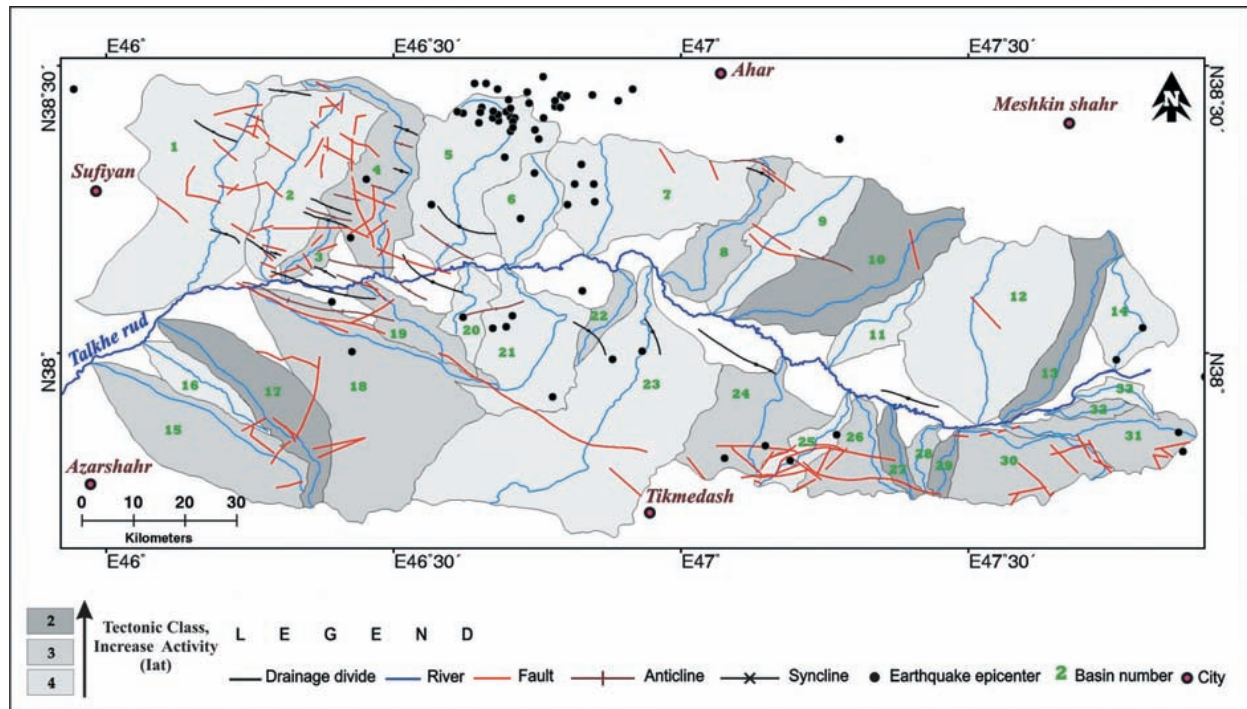 E46°
E46°30´
E47°
E47°30´
N38°30´
N38°30´
Ahar
Meshkin shahr
N
Sufiyan
1
2
3
4
5
6
7
8
9
10
11
12
13
14
Talkhe rud
N38°
N38°
15
16
17
18
19
20
21
22
23
24
25
26
27
28
29
30
31
32
33
Azarshahr
Tikmedash
0 10 20 30
Kilometers
E46°
E46°30´
E47°
E47°30´
2
3
4
Tectonic Class,
Increase Activity
(Iat)
L E G E N D
Drainage divide River Fault Anticline Syncline Earthquake epicenter 2 Basin number City